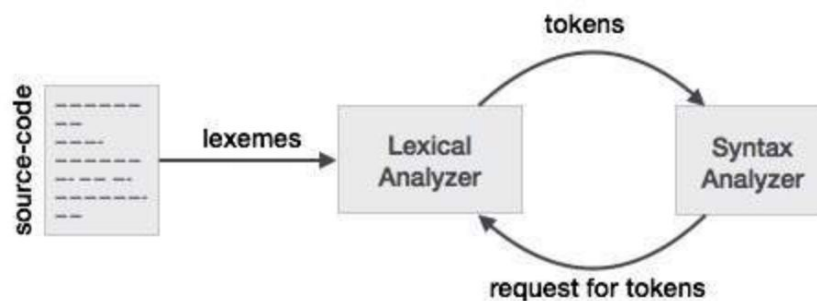 source-code
lexemes
Lexical
Analyzer
tokens
Syntax
Analyzer
request for tokens